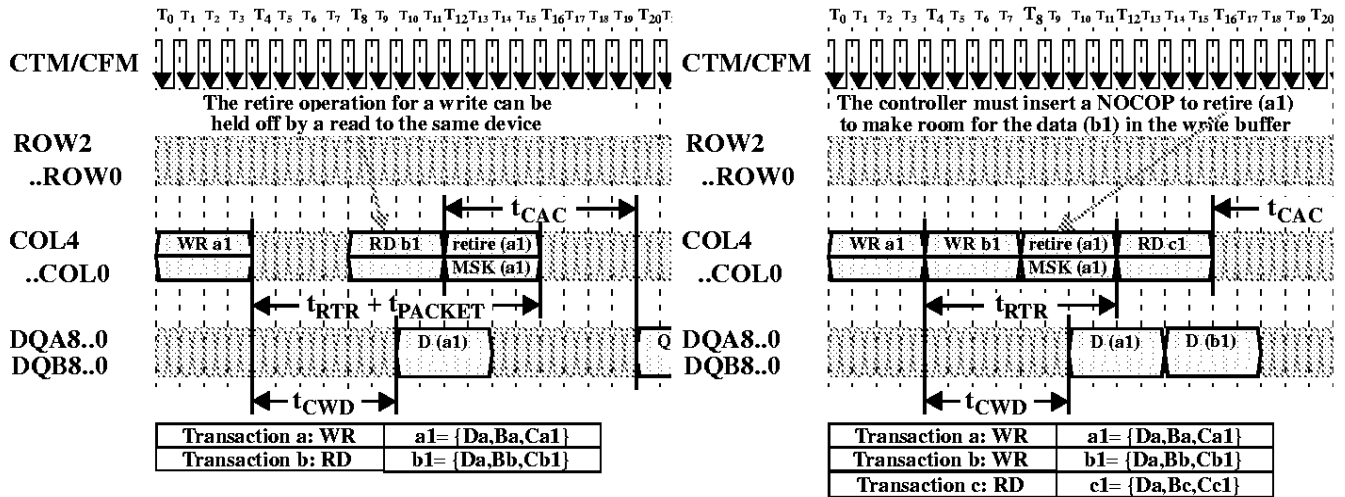 T0 T1 T2 T3 T4 T5 T6 T7 T8 T9 T10 T11 T12 T13 T14 T15 T16 T17 T18 T19 T20
CTM/CFM
The retire operation for a write can be
held off by a read to the same device
ROW2
..ROW0
tCAC
COL4
..COL0
WR a1 RD b1 retire (a1)
MSK (a1)
tRTR + tPACKET
DQA8..0
DQB8..0
D (a1) Q
tCWD
Transaction a: WR a1= {Da,Ba,Ca1}
Transaction b: RD b1= {Da,Bb,Cb1}
T0 T1 T2 T3 T4 T5 T6 T7 T8 T9 T10 T11 T12 T13 T14 T15 T16 T17 T18 T19 T20
CTM/CFM
The controller must insert a NOCOP to retire (a1)
to make room for the data (b1) in the write buffer
ROW2
..ROW0
tCAC
COL4
..COL0
WR a1 WR b1 retire (a1) RD c1
MSK (a1)
tRTR
DQA8..0
DQB8..0
D (a1) D (b1)
tCWD
Transaction a: WR a1= {Da,Ba,Ca1}
Transaction b: WR b1= {Da,Bb,Cb1}
Transaction c: RD c1= {Da,Bc,Cc1}